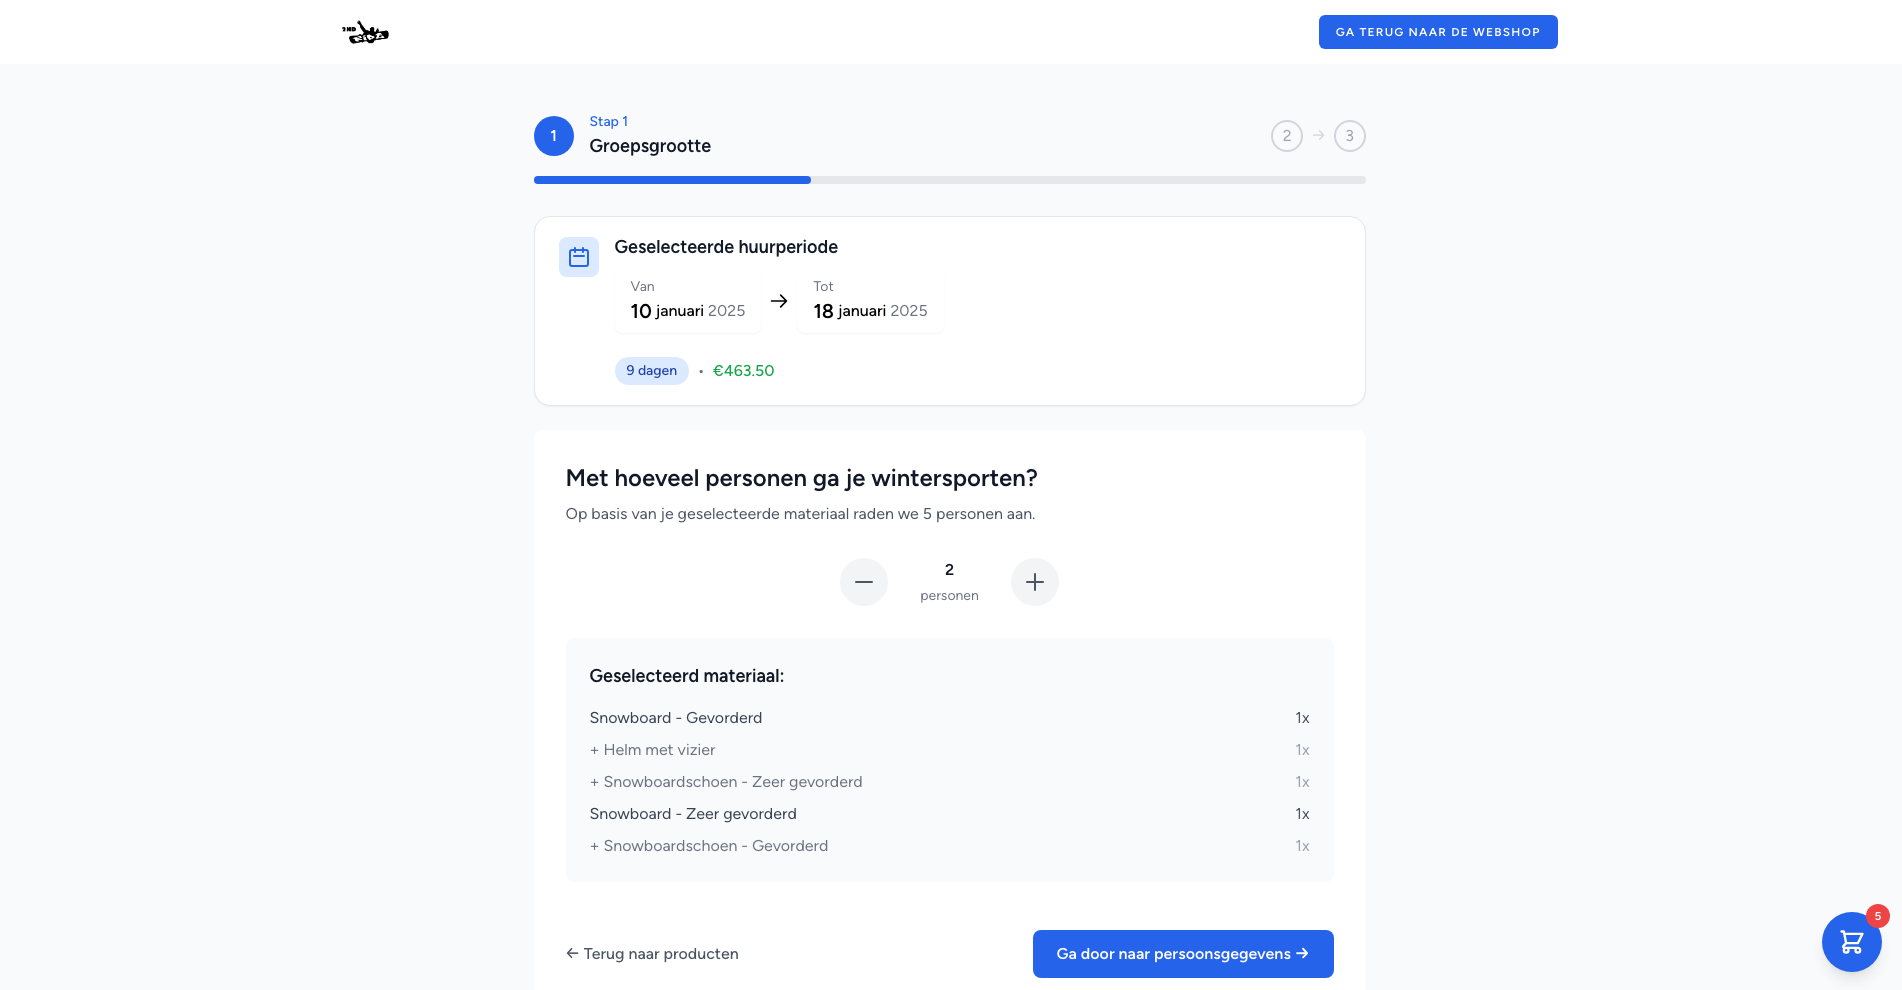 2ND
GA TERUG NAAR DE WEBSHOP
1
Stap 1
Groepsgrootte
2 → 3
Geselecteerde huurperiode
Van
10 januari 2025
→
Tot
18 januari 2025
9 dagen • €463.50
Met hoeveel personen ga je wintersporten?
Op basis van je geselecteerde materiaal raden we 5 personen aan.
2
personen
Geselecteerd materiaal:
Snowboard - Gevorderd 1x
+ Helm met vizier 1x
+ Snowboardschoen - Zeer gevorderd 1x
Snowboard - Zeer gevorderd 1x
+ Snowboardschoen - Gevorderd 1x
← Terug naar producten
Ga door naar persoonsgegevens →
5